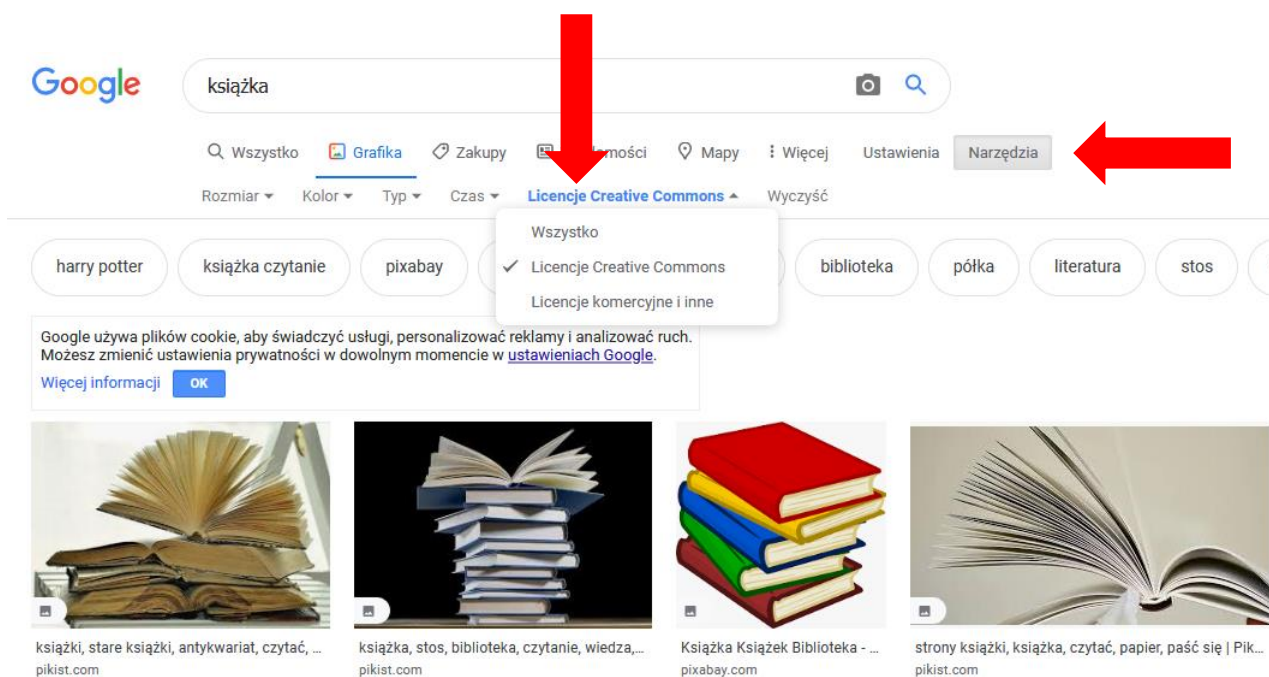 Google
książka
Wszystko Grafika Zakupy Mapy Więcej Ustawienia Narzędzia
Rozmiar Kolor Typ Czas Licencje Creative Commons Wyczyść
Wszystko
Licencje Creative Commons
Licencje komercyjne i inne
harry potter książka czytanie pixabay biblioteka półka literatura stos
Google używa plików cookie, aby świadczyć usługi, personalizować reklamy i analizować ruch.
Możesz zmienić ustawienia prywatności w dowolnym momencie w ustawieniach Google.
Więcej informacji OK
książki, stare książki, antykwariat, czytać, ...
pikist.com
książka, stos, biblioteka, czytanie, wiedza,...
pikist.com
Książka Książek Biblioteka - ...
pixabay.com
strony książki, książka, czytać, papier, paść się | Pik...
pikist.com